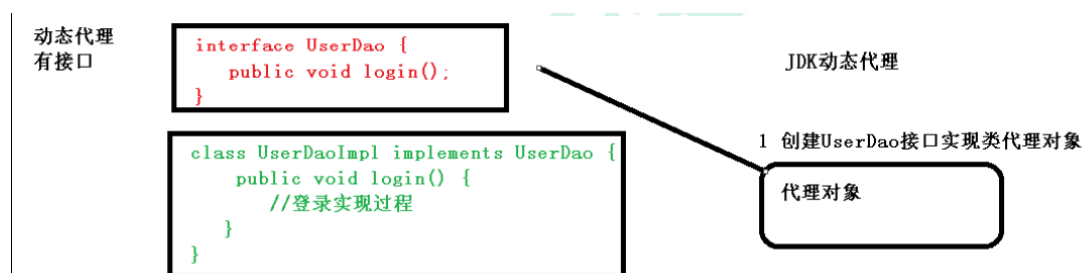 动态代理
有接口
interface UserDao {
public void login();
}
class UserDaoImpl implements UserDao {
public void login() {
//登录实现过程
}
}
JDK动态代理
1 创建UserDao接口实现类代理对象
代理对象